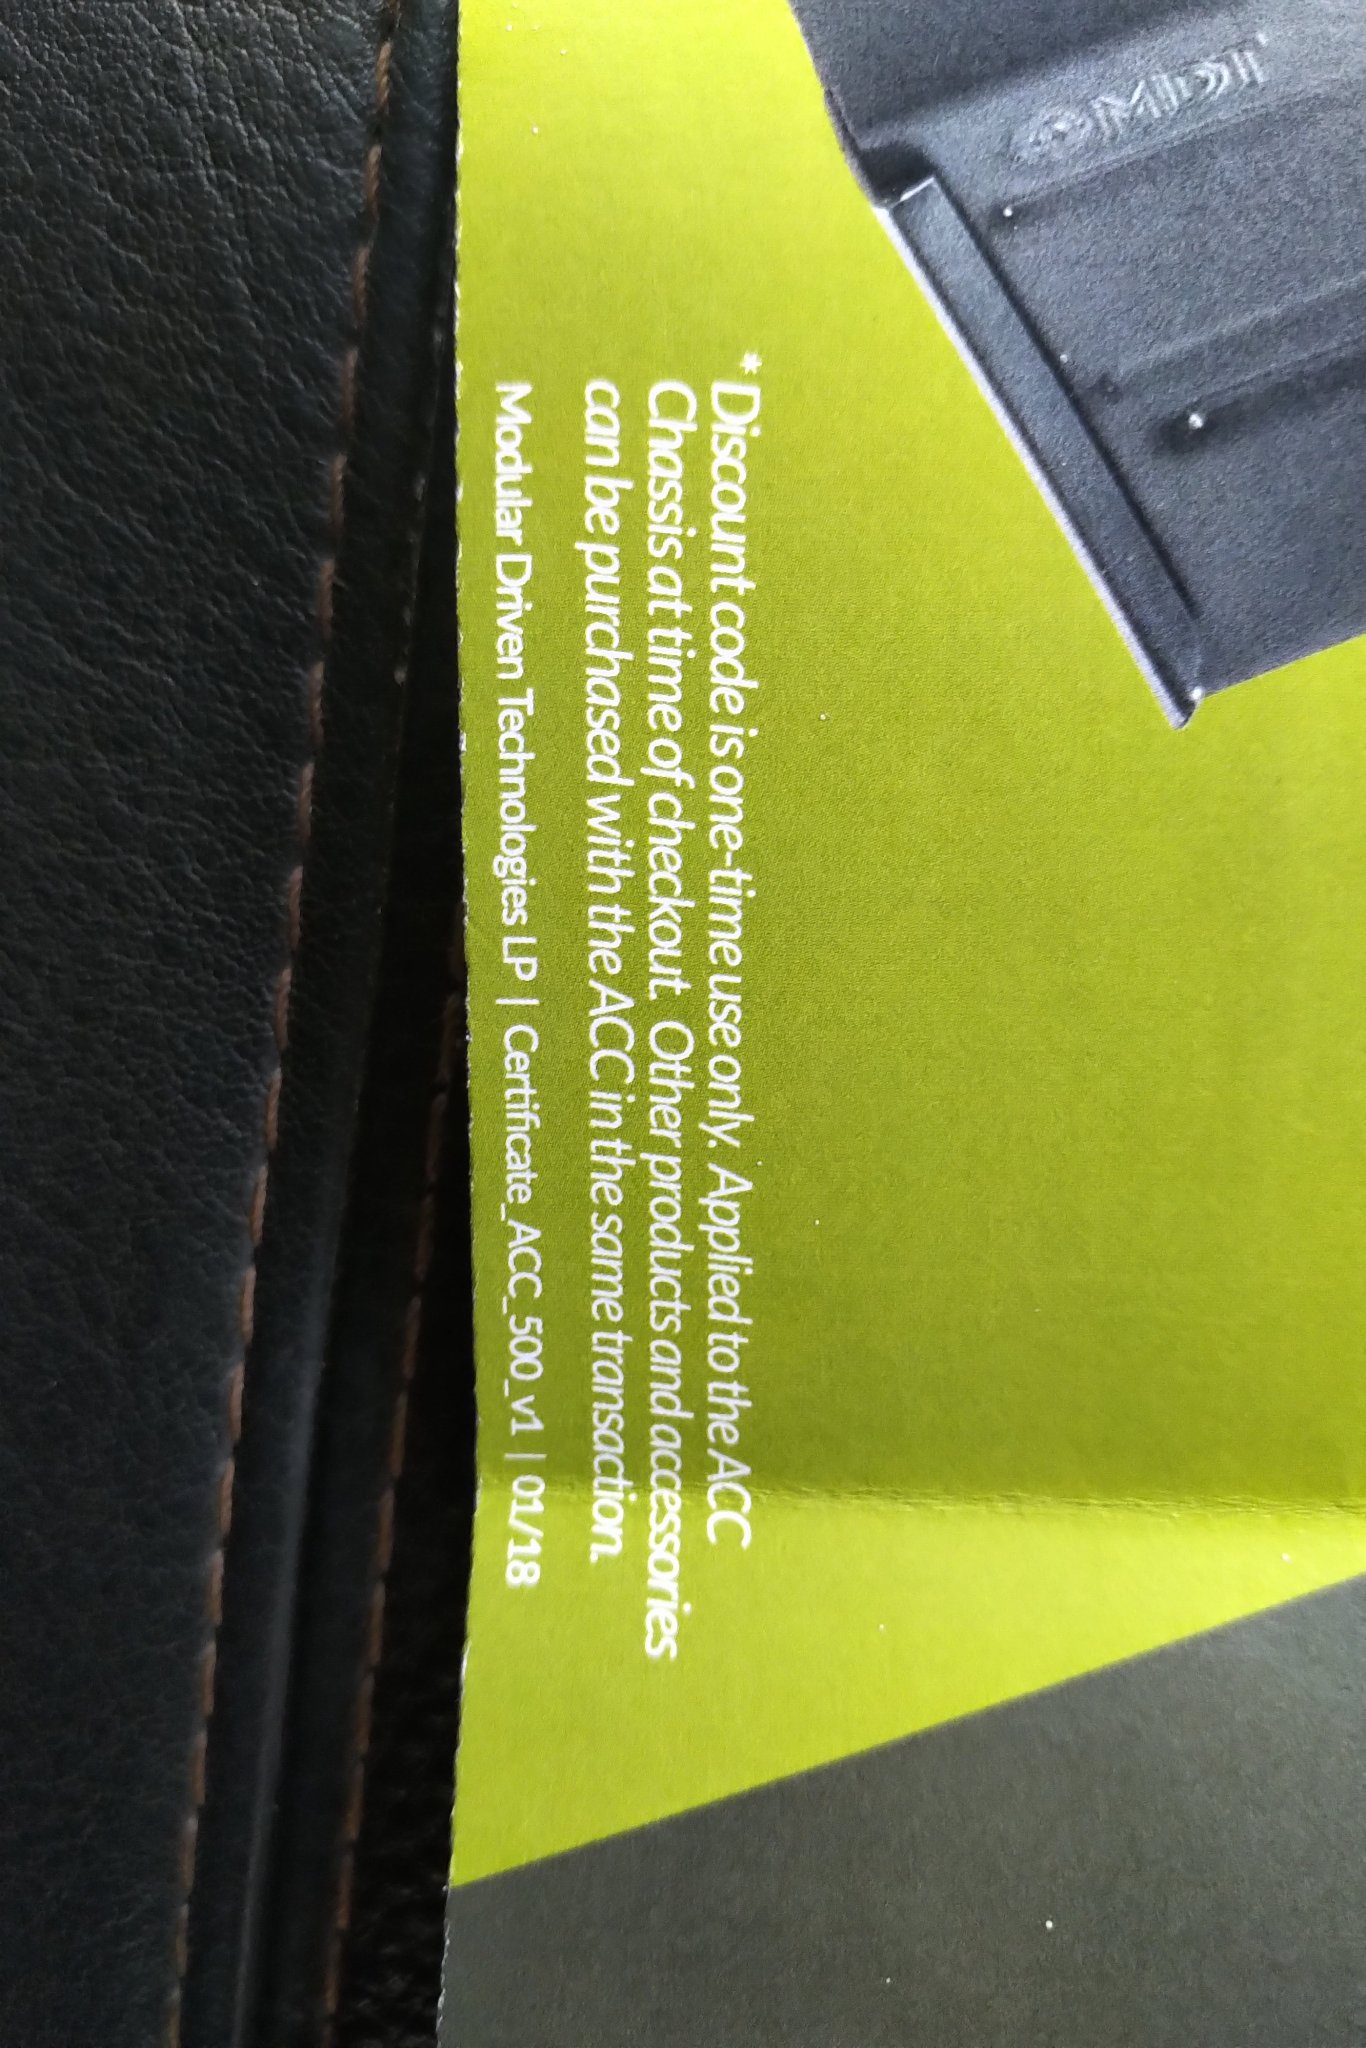 * Discount code is one-time use only. Applied to the ACC
Chassis at time of checkout. Other products and accessories
can be purchased with the ACC in the same transaction.
Modular Driven Technologies LP | Certificate_ACC_500_v1 | 01/18